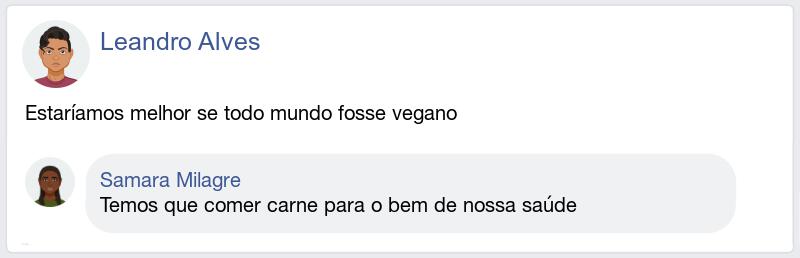 Leandro Alves
Estaríamos melhor se todo mundo fosse vegano
Samara Milagre
Temos que comer carne para o bem de nossa saúde